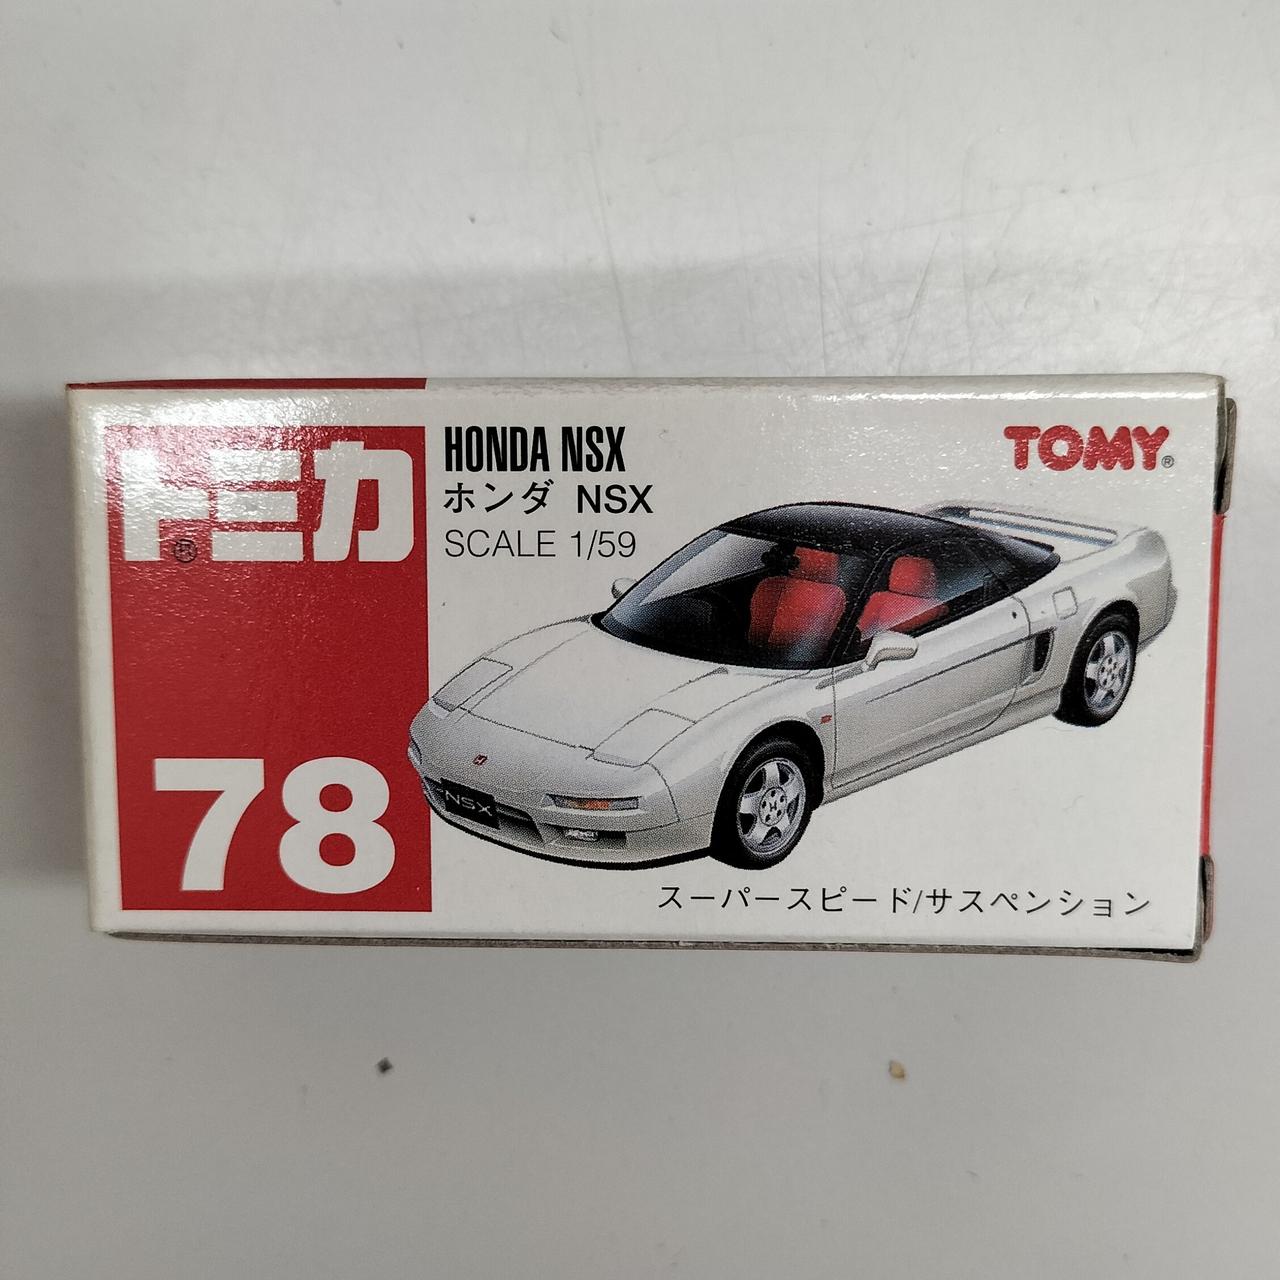 トミカ®
HONDA NSX
ホンダ NSX
SCALE 1/59
TOMY®
78
NSX
スーパースピード/サスペンション